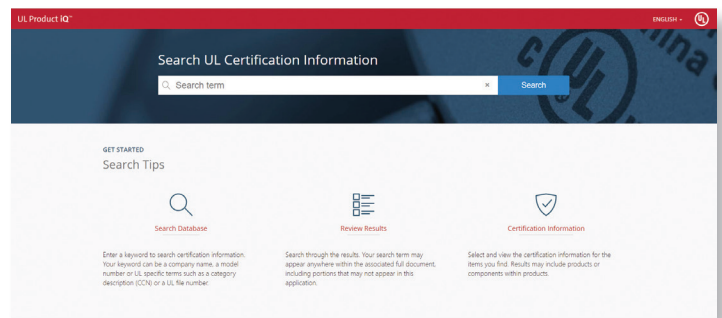 UL Product iQ™
ENGLISH
UL
Search UL Certification Information
Search term
×
Search
UL
GET STARTED
Search Tips
Search Database
Enter a keyword to search certification information.
Your keyword can be a company name, a model
number or UL specific terms such as a category
description (CCN) or a UL file number.
Review Results
Search through the results. Your search term may
appear anywhere within the associated full document,
including portions that may not appear in this
application.
Certification Information
Select and view the certification information for the
items you find. Results may include products or
components within products.